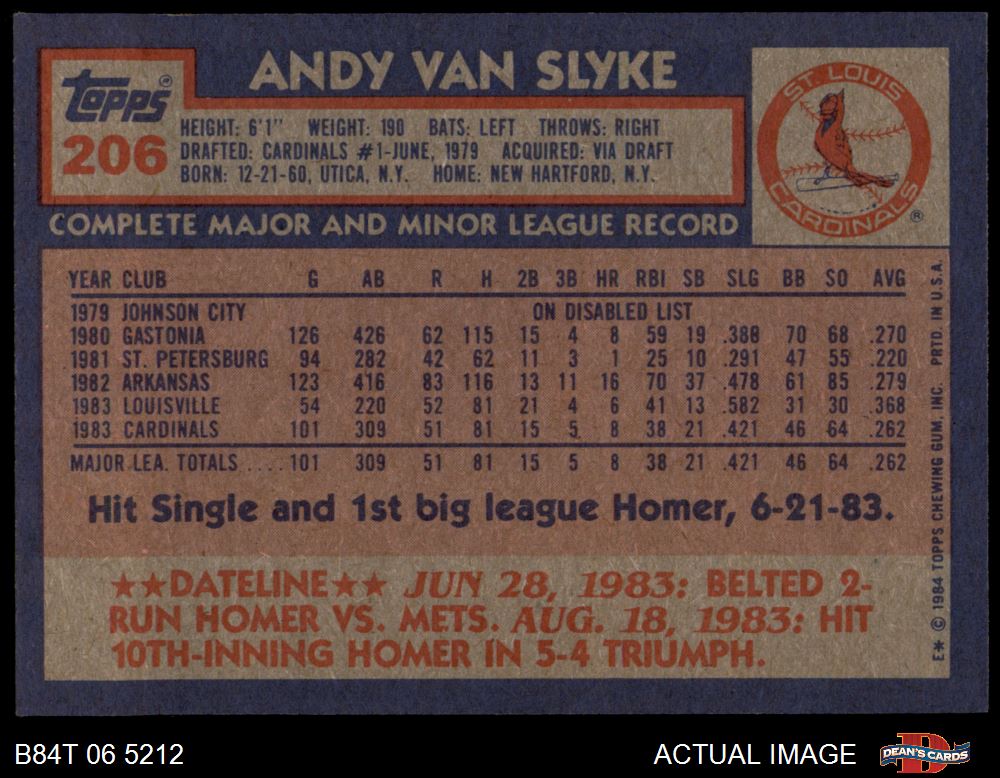 ANDY VAN SLYKE
Topps®
206
HEIGHT: 6'1" WEIGHT: 190 BATS: LEFT THROWS: RIGHT
DRAFTED: CARDINALS #1-JUNE, 1979 ACQUIRED: VIA DRAFT
BORN: 12-21-60, UTICA, N.Y. HOME: NEW HARTFORD, N.Y.
ST. LOUIS
CARDINALS®
COMPLETE MAJOR AND MINOR LEAGUE RECORD
YEAR CLUB G AB R H 2B 3B HR RBI SB SLG BB SO AVG
1979 JOHNSON CITY ON DISABLED LIST
1980 GASTONIA 126 426 62 115 15 4 8 59 19 .388 70 68 .270
1981 ST. PETERSBURG 94 282 42 62 11 3 1 25 10 .291 47 55 .220
1982 ARKANSAS 123 416 83 116 13 11 16 70 37 .478 61 85 .279
1983 LOUISVILLE 54 220 52 81 21 4 6 41 13 .582 31 30 .368
1983 CARDINALS 101 309 51 81 15 5 8 38 21 .421 46 64 .262
MAJOR LEA. TOTALS .... 101 309 51 81 15 5 8 38 21 .421 46 64 .262
Hit Single and 1st big league Homer, 6-21-83.
★★DATELINE★★ JUN 28, 1983: BELTED 2-
RUN HOMER VS. METS. AUG. 18, 1983: HIT
10TH-INNING HOMER IN 5-4 TRIUMPH.
E* © 1984 TOPPS CHEWING GUM, INC. PRTD. IN U.S.A.
B84T 06 5212
ACTUAL IMAGE
D
DEAN'S CARDS